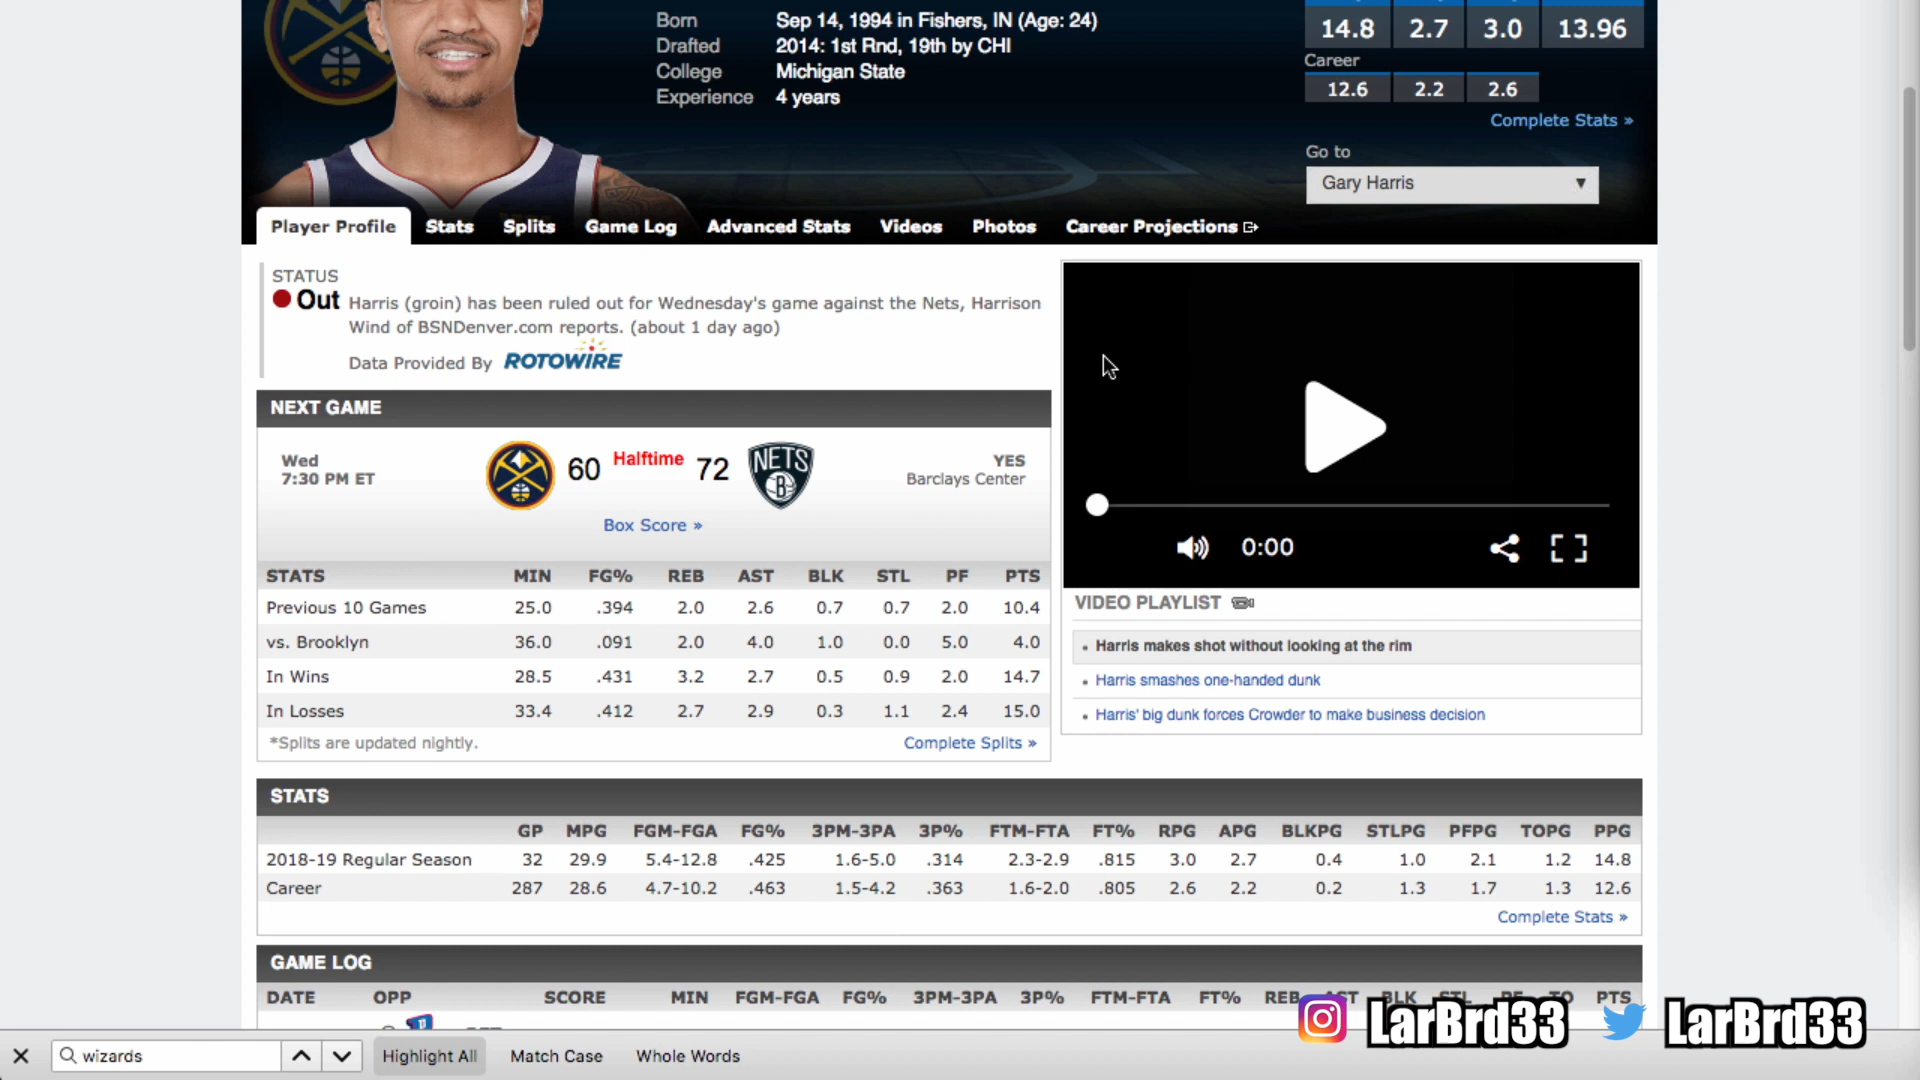 Born Sep 14, 1994 in Fishers, IN (Age: 24)
Drafted 2014: 1st Rnd, 19th by CHI
College Michigan State
Experience 4 years
14.8 2.7 3.0 13.96
Career
12.6 2.2 2.6
Complete Stats »
Go to
Gary Harris
Player Profile Stats Splits Game Log Advanced Stats Videos Photos Career Projections
STATUS
Out Harris (groin) has been ruled out for Wednesday's game against the Nets, Harrison
Wind of BSNDenver.com reports. (about 1 day ago)
Data Provided By ROTOWIRE
NEXT GAME
Wed
7:30 PM ET
60 Halftime 72
NETS
B
YES
Barclays Center
Box Score »
STATS MIN FG% REB AST BLK STL PF PTS
Previous 10 Games 25.0 .394 2.0 2.6 0.7 0.7 2.0 10.4
vs. Brooklyn 36.0 .091 2.0 4.0 1.0 0.0 5.0 4.0
In Wins 28.5 .431 3.2 2.7 0.5 0.9 2.0 14.7
In Losses 33.4 .412 2.7 2.9 0.3 1.1 2.4 15.0
*Splits are updated nightly. Complete Splits »
0:00
VIDEO PLAYLIST
Harris makes shot without looking at the rim
Harris smashes one-handed dunk
Harris' big dunk forces Crowder to make business decision
STATS
GP MPG FGM-FGA FG% 3PM-3PA 3P% FTM-FTA FT% RPG APG BLKPG STLPG PFPG TOPG PPG
2018-19 Regular Season 32 29.9 5.4-12.8 .425 1.6-5.0 .314 2.3-2.9 .815 3.0 2.7 0.4 1.0 2.1 1.2 14.8
Career 287 28.6 4.7-10.2 .463 1.5-4.2 .363 1.6-2.0 .805 2.6 2.2 0.2 1.3 1.7 1.3 12.6
Complete Stats »
GAME LOG
DATE OPP SCORE MIN FGM-FGA FG% 3PM-3PA 3P% FTM-FTA FT% REB AST BLK STL PF TO PTS
LarBrd33 LarBrd33
wizards Highlight All Match Case Whole Words